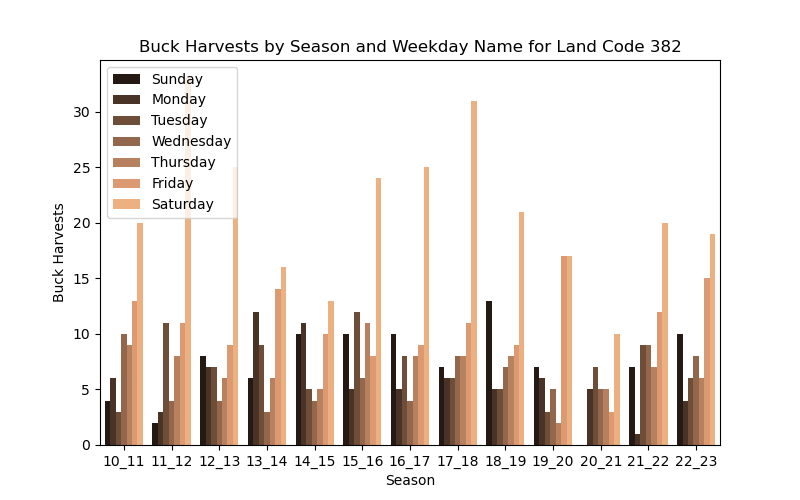 Buck Harvests by Season and Weekday Name for Land Code 382
Sunday
Monday
Tuesday
Wednesday
Thursday
Friday
Saturday
30
25
20
15
10
5
0
Buck Harvests
10_11 11_12 12_13 13_14 14_15 15_16 16_17 17_18 18_19 19_20 20_21 21_22 22_23
Season